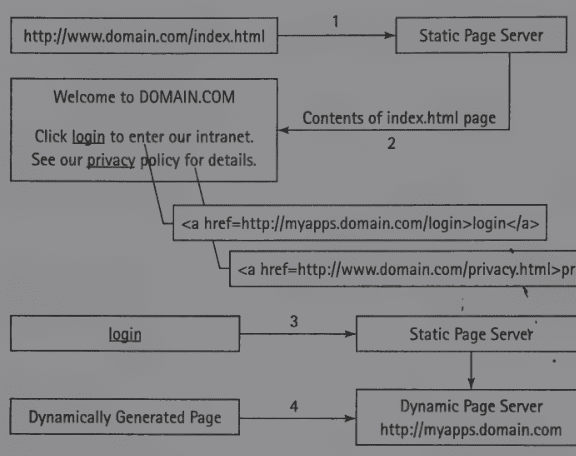 1
http://www.domain.com/index.html
Static Page Server
Welcome to DOMAIN.COM
Click login to enter our intranet.
See our privacy policy for details.
Contents of index.html page
2
<a href=http://myapps.domain.com/login>login</a>
<a href=http://www.domain.com/privacy.html>pr
login
3
Static Page Server
Dynamically Generated Page
4
Dynamic Page Server
http://myapps.domain.com